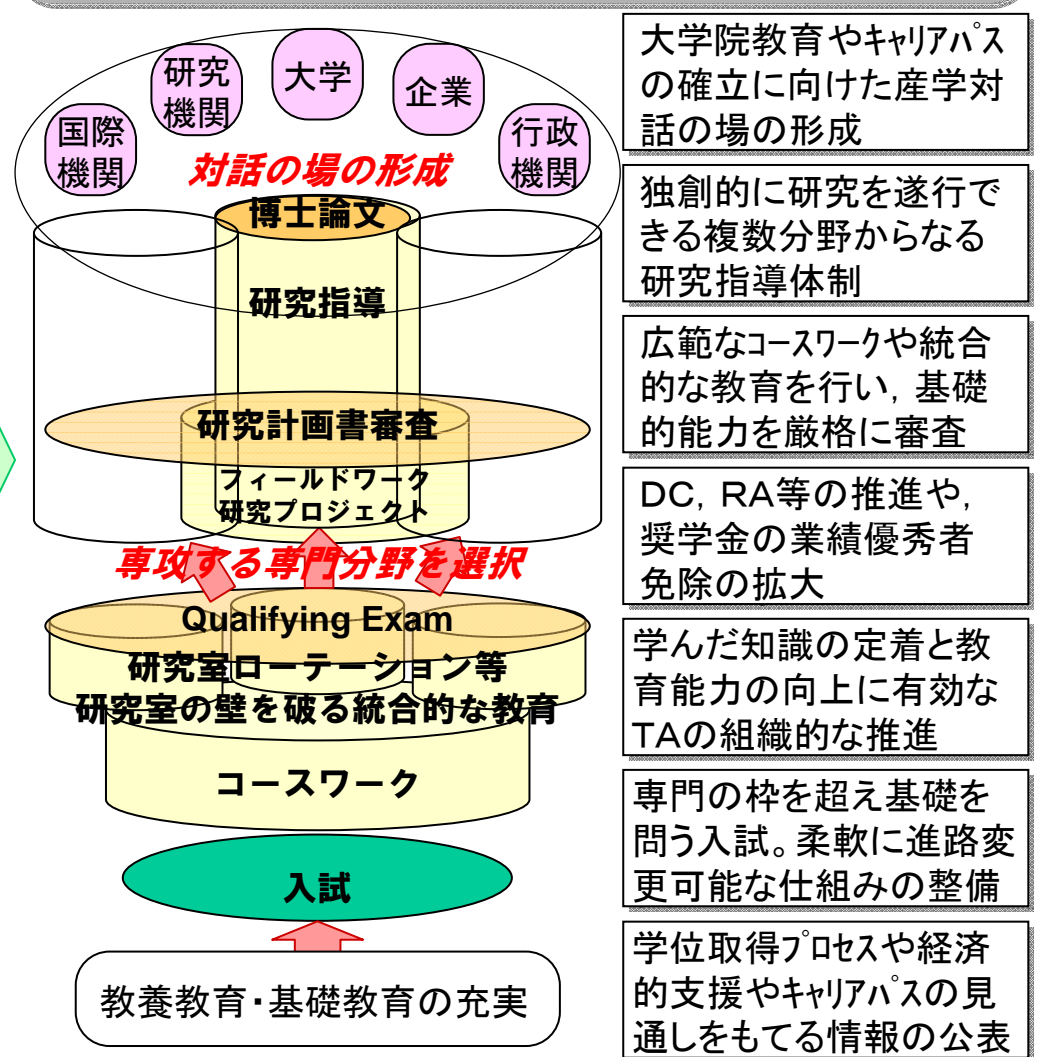 研究
機関
大学
企業
国際
機関
行政
機関
対話の場の形成
博士論文
研究指導
研究計画書審査
フィールドワーク
研究プロジェクト
専攻する専門分野を選択
Qualifying Exam
研究室ローテーション等
研究室の壁を破る統合的な教育
コースワーク
入試
教養教育・基礎教育の充実
大学院教育やｷｬﾘｱﾊﾟｽ
の確立に向けた産学対
話の場の形成
独創的に研究を遂行で
きる複数分野からなる
研究指導体制
広範なｺｰｽﾜｰｸや統合
的な教育を行い，基礎
的能力を厳格に審査
ＤＣ，ＲＡ等の推進や，
奨学金の業績優秀者
免除の拡大
学んだ知識の定着と教
育能力の向上に有効な
ＴＡの組織的な推進
専門の枠を超え基礎を
問う入試。柔軟に進路変
更可能な仕組みの整備
学位取得ﾌﾟﾛｾｽや経済
的支援やｷｬﾘｱﾊﾟｽの見
通しをもてる情報の公表